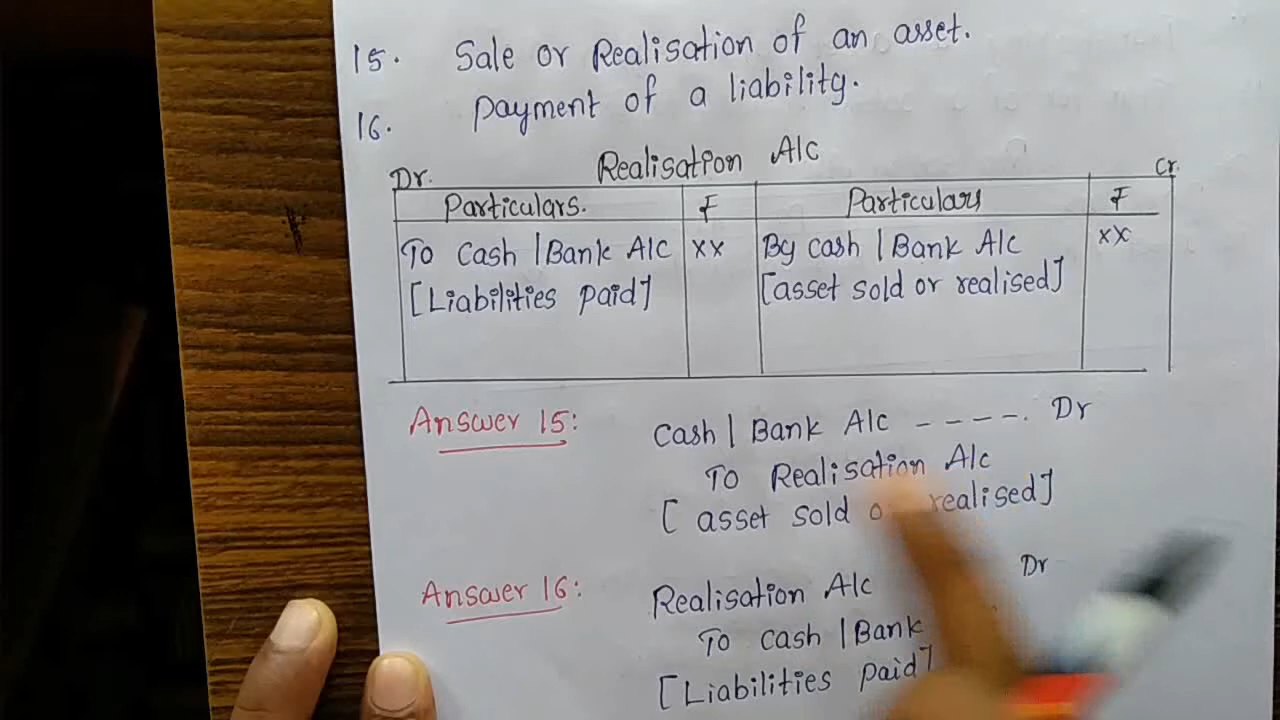 15. Sale or Realisation of an asset.
16. Payment of a liability.
Realisation A/c
Dr. Cr.
Particulars. ₹ Particulars ₹
To Cash | Bank A/c xx By cash | Bank A/c xx
[Liabilities paid] [asset sold or realised]
Answer 15: Cash | Bank A/c - - - -. Dr
To Realisation A/c
[asset sold o realised]
Answer 16: Realisation A/c Dr
To cash | Bank
[Liabilities paid]